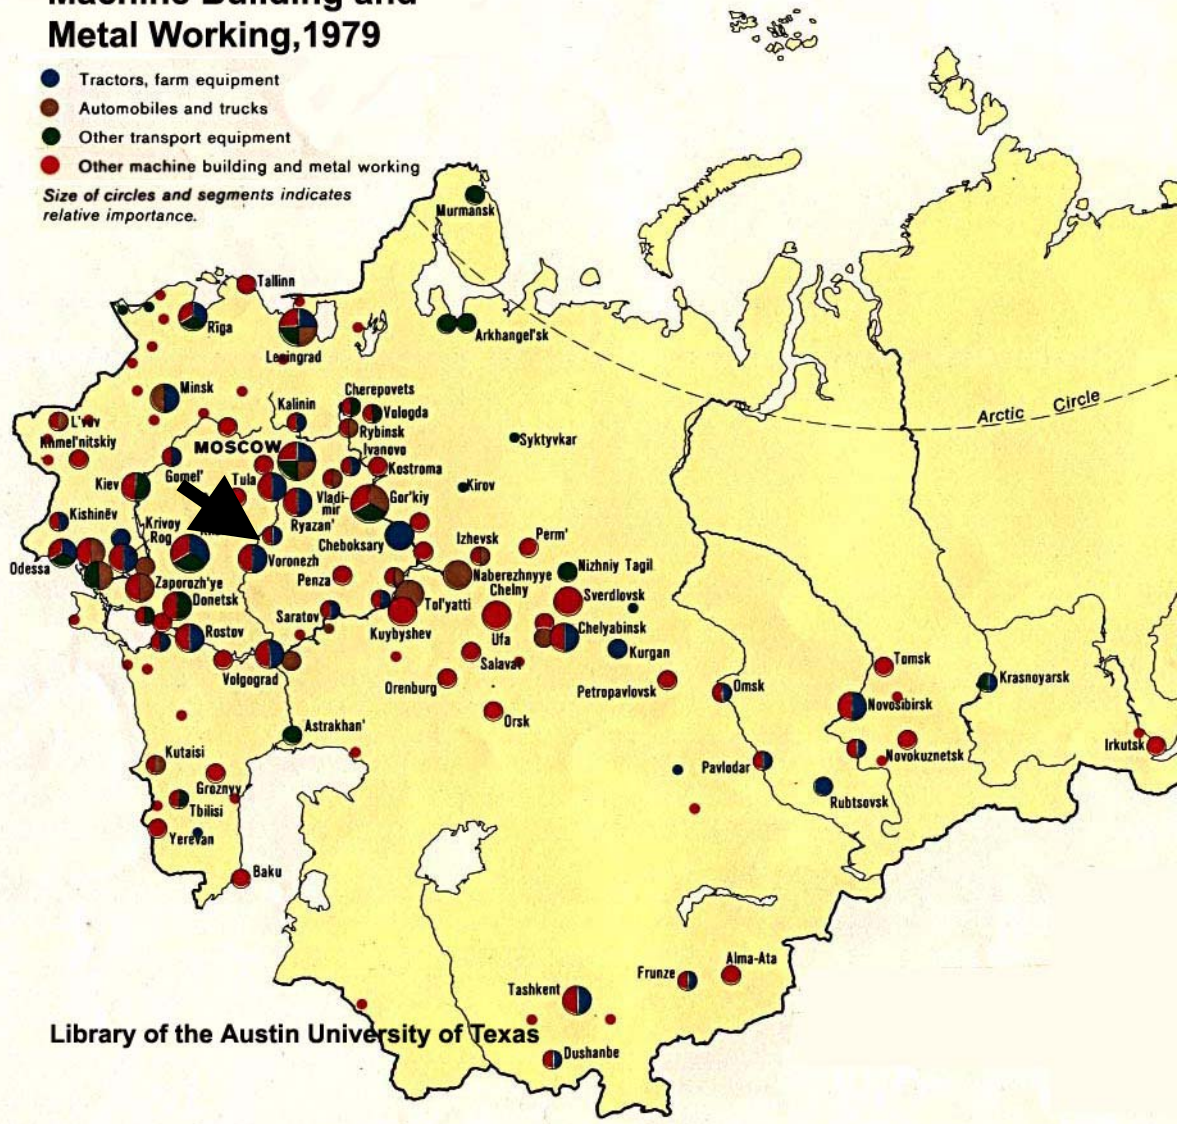 Machine Building and
Metal Working,1979
Tractors, farm equipment
Automobiles and trucks
Other transport equipment
Other machine building and metal working
Size of circles and segments indicates
relative importance.
Murmansk
Tallinn
Riga
Leningrad
Arkhangel'sk
Arctic Circle
Minsk
Cherepovets
Kalinin
Vologda
L'vov
Rybinsk
Syktyvkar
Khmel'nitskiy
MOSCOW
Ivanovo
Kostroma
Gomel'
Tula
Kiev
Vladi-
mir
Gor'kiy
Kirov
Kishinëv
Krivoy
Rog
Ryazan'
Cheboksary
Izhevsk
Perm'
Odessa
Voronezh
Penza
Naberezhnyye
Chelny
Nizhniy Tagil
Zaporozh'ye
Donetsk
Tol'yatti
Sverdlovsk
Saratov
Kuybyshev
Ufa
Chelyabinsk
Rostov
Kurgan
Salavat
Tomsk
Volgograd
Orenburg
Petropavlovsk
Omsk
Krasnoyarsk
Novosibirsk
Orsk
Astrakhan'
Irkutsk
Kutaisi
Novokuznetsk
Pavlodar
Groznyy
Rubtsovsk
Tbilisi
Yerevan
Baku
Alma-Ata
Frunze
Tashkent
Library of the Austin University of Texas
Dushanbe